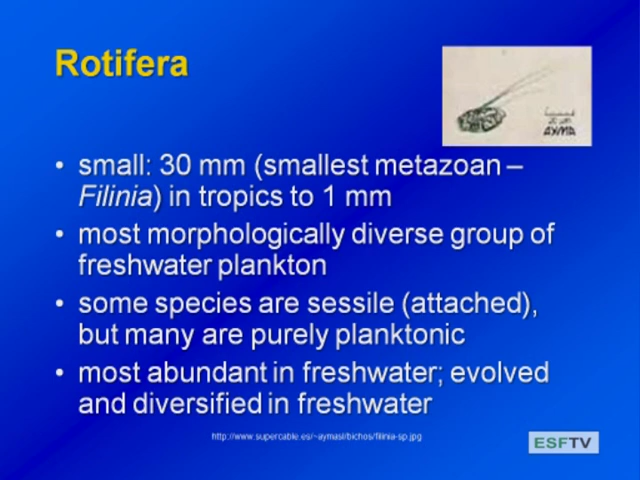 Rotifera
AYMA
• small: 30 mm (smallest metazoan –
Filinia) in tropics to 1 mm
• most morphologically diverse group of
freshwater plankton
• some species are sessile (attached),
but many are purely planktonic
• most abundant in freshwater; evolved
and diversified in freshwater
http://www.supercable.es/~aymasl/bichos/filinia-sp.jpg
ESFTV